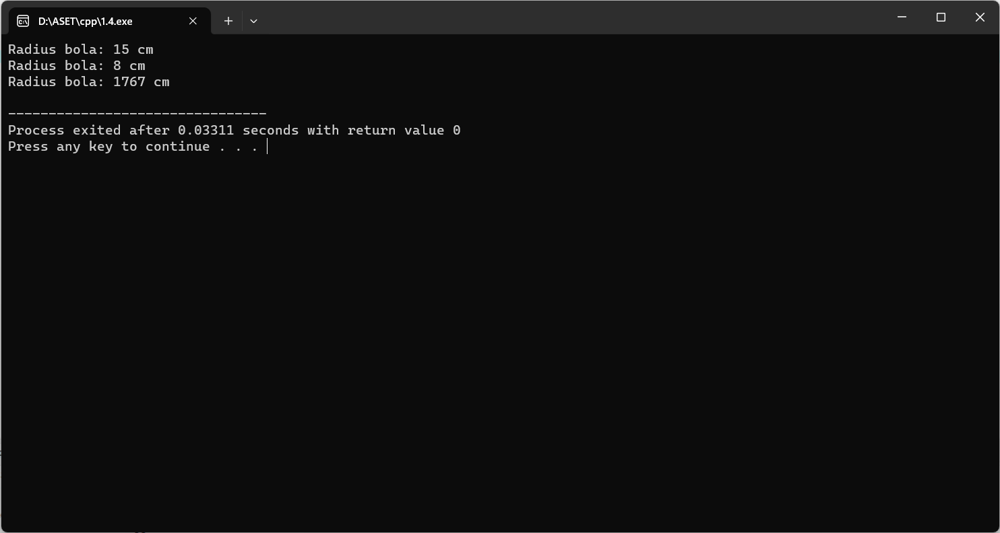 D:\ASET\cpp\1.4.exe
Radius bola: 15 cm
Radius bola: 8 cm
Radius bola: 1767 cm
--------------------------------
Process exited after 0.03311 seconds with return value 0
Press any key to continue . . .